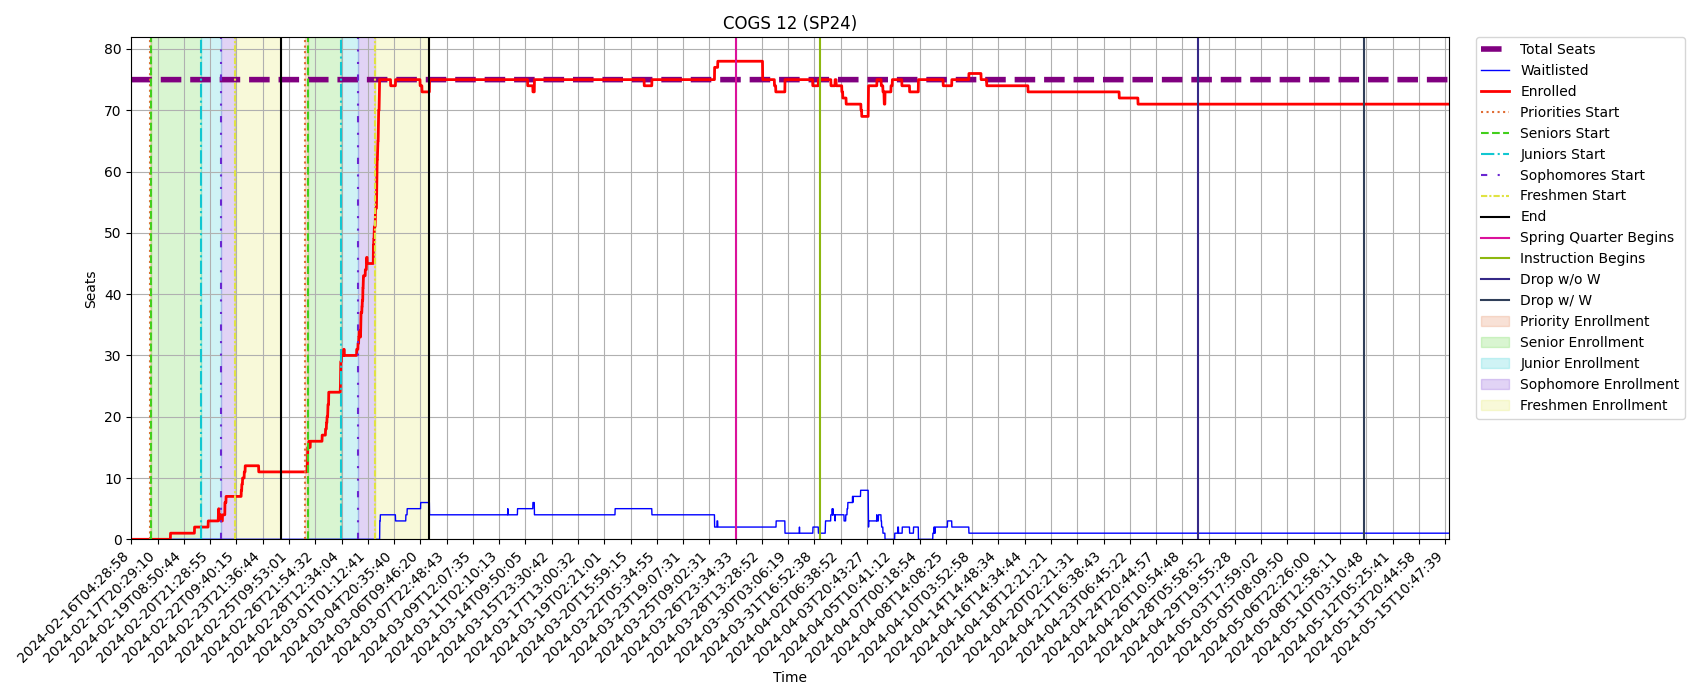 COGS 12 (SP24)
Seats
80
70
60
50
40
30
20
10
0
2024-02-16T04:28:58
2024-02-17T20:29:10
2024-02-19T08:50:44
2024-02-20T21:28:55
2024-02-22T09:40:15
2024-02-23T21:36:44
2024-02-25T09:53:01
2024-02-26T21:54:32
2024-02-28T12:34:04
2024-03-01T01:12:41
2024-03-04T20:35:40
2024-03-06T09:46:20
2024-03-07T22:48:43
2024-03-09T12:07:35
2024-03-11T02:10:13
2024-03-14T09:50:05
2024-03-15T23:30:42
2024-03-17T13:00:32
2024-03-19T02:21:01
2024-03-20T15:59:15
2024-03-22T05:34:55
2024-03-23T19:07:31
2024-03-25T09:02:31
2024-03-26T23:34:33
2024-03-28T13:28:52
2024-03-30T03:06:19
2024-03-31T16:52:38
2024-04-02T06:38:52
2024-04-03T20:43:27
2024-04-05T10:41:12
2024-04-07T00:18:54
2024-04-08T14:08:25
2024-04-10T03:52:58
2024-04-14T14:48:34
2024-04-16T14:34:44
2024-04-18T12:21:21
2024-04-20T02:21:31
2024-04-21T16:38:43
2024-04-23T06:45:22
2024-04-24T20:44:57
2024-04-26T10:54:48
2024-04-28T05:58:52
2024-04-29T19:55:28
2024-05-03T17:59:02
2024-05-05T08:09:50
2024-05-06T22:26:00
2024-05-08T12:58:11
2024-05-10T03:10:48
2024-05-12T05:25:41
2024-05-13T20:44:58
2024-05-15T10:47:39
Time
Total Seats
Waitlisted
Enrolled
Priorities Start
Seniors Start
Juniors Start
Sophomores Start
Freshmen Start
End
Spring Quarter Begins
Instruction Begins
Drop w/o W
Drop w/ W
Priority Enrollment
Senior Enrollment
Junior Enrollment
Sophomore Enrollment
Freshmen Enrollment